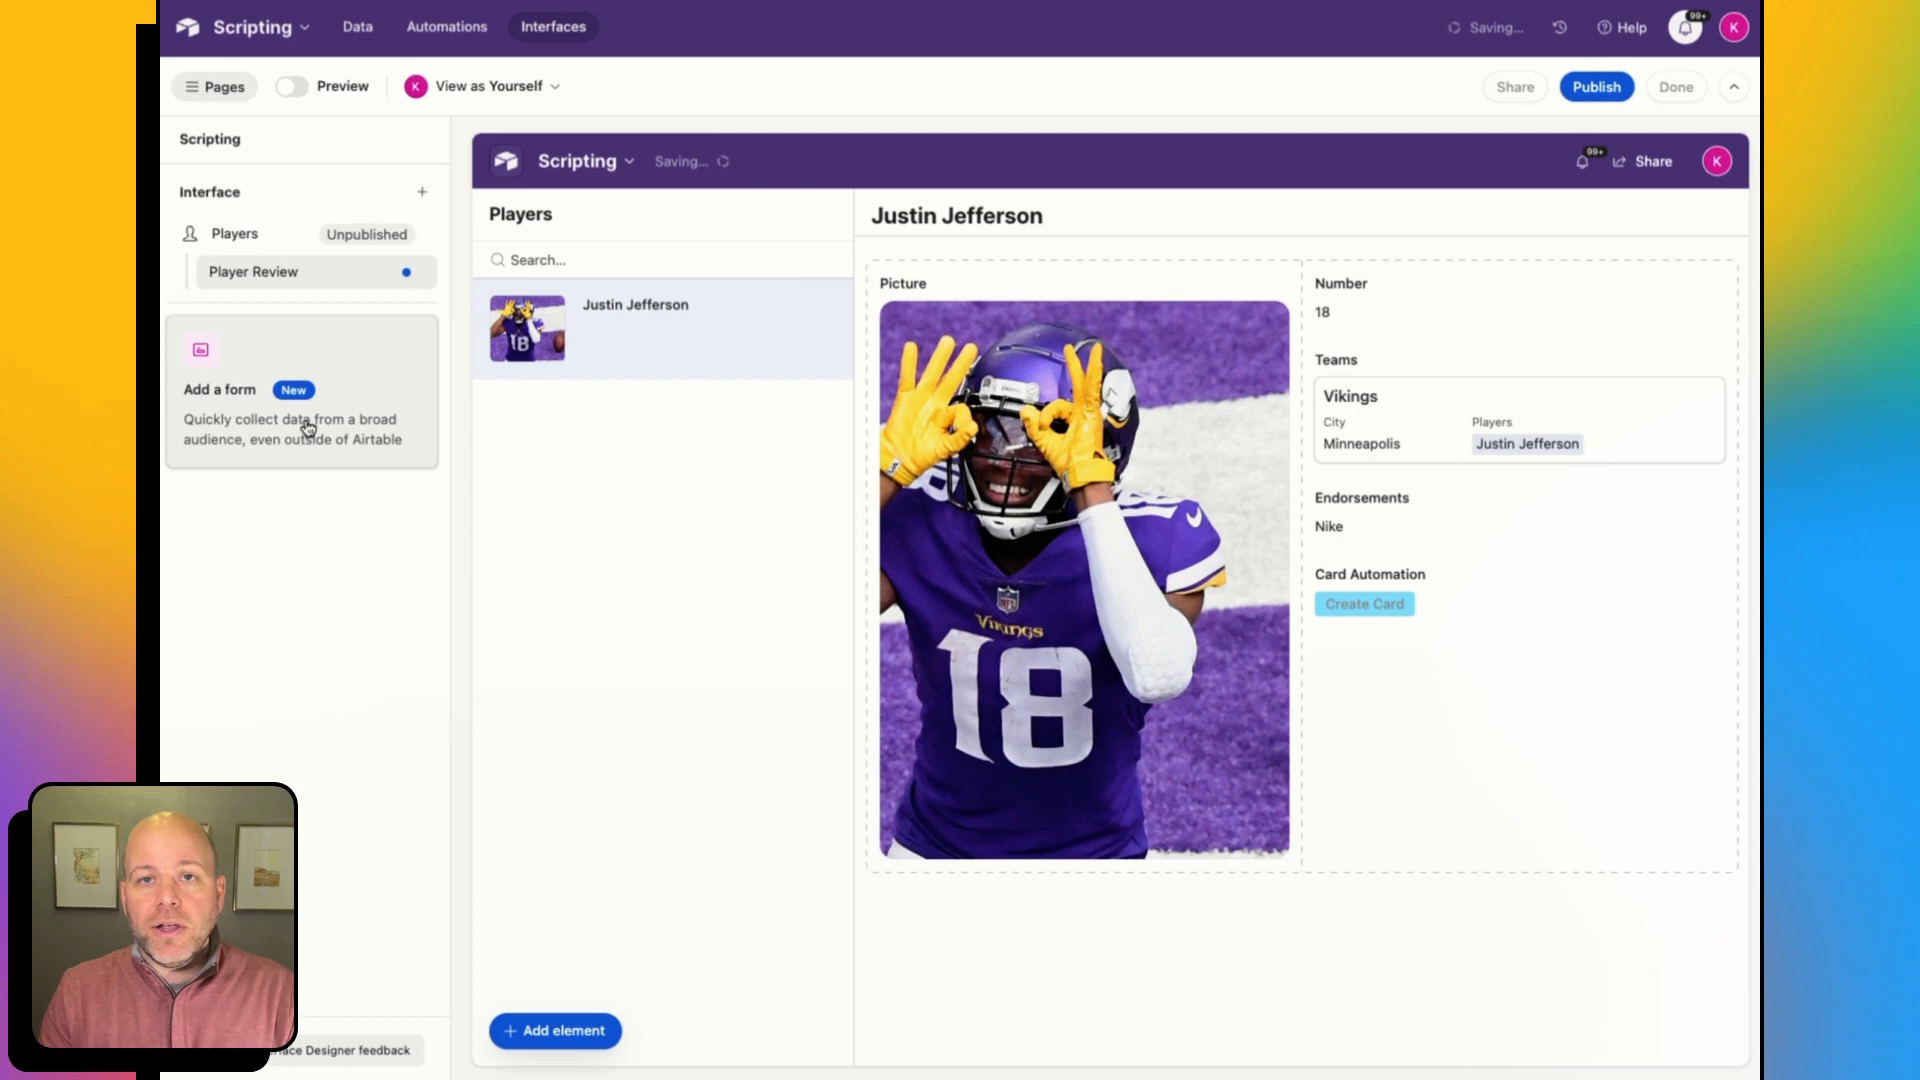 Scripting
Data
Automations
Interfaces
Saving...
Help
99+
K
Pages
Preview
K
View as Yourself
Share
Publish
Done
Scripting
Interface
Players
Unpublished
Player Review
Add a form
New
Quickly collect data from a broad
audience, even outside of Airtable
Designer feedback
Scripting
Saving...
99+
Share
K
Players
Search...
Justin Jefferson
18
Add element
Justin Jefferson
Picture
NFL
Vikings
18
Number
18
Teams
Vikings
City
Players
Minneapolis
Justin Jefferson
Endorsements
Nike
Card Automation
Create Card